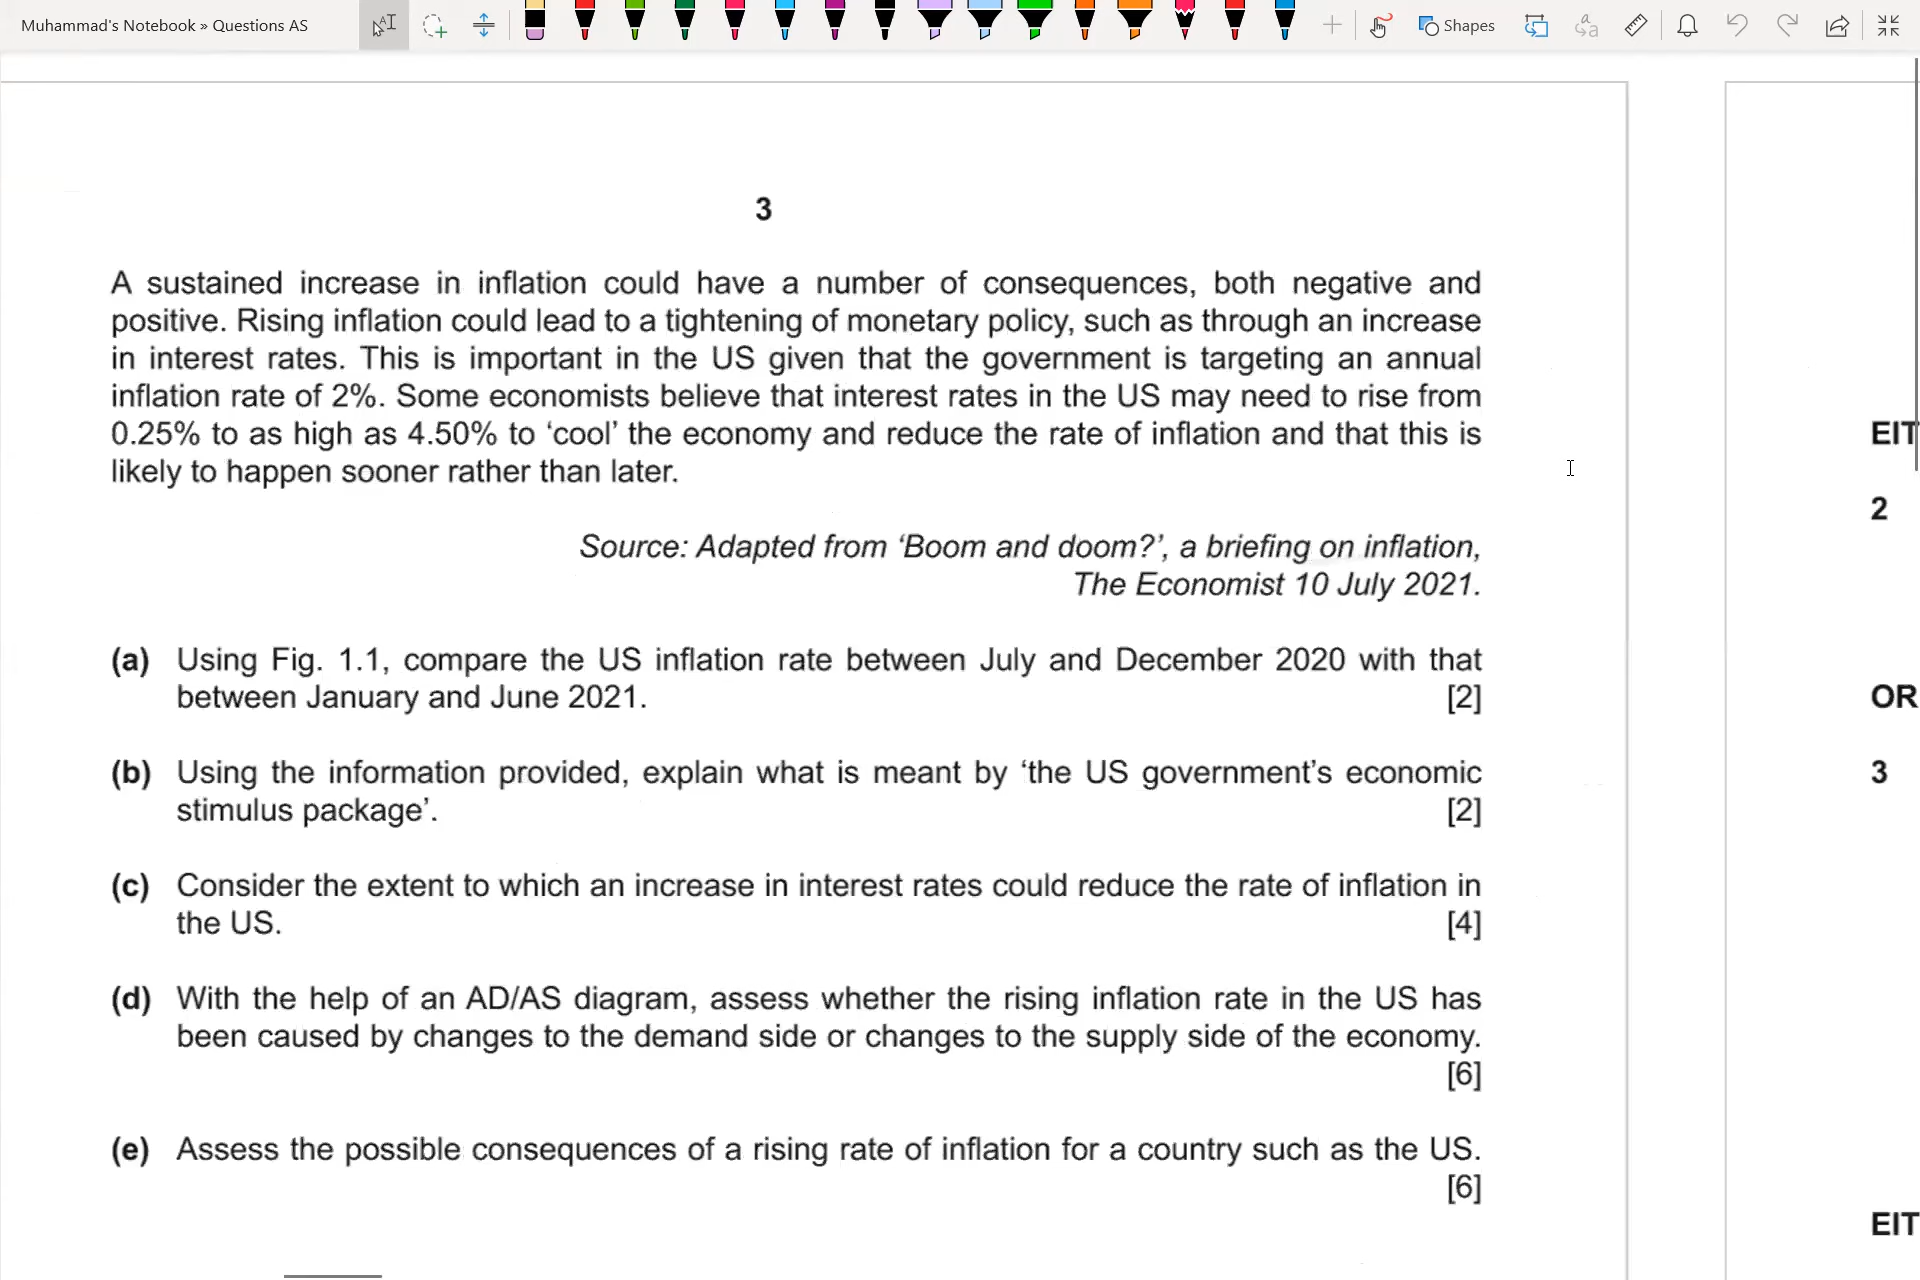 Muhammad's Notebook » Questions AS
Shapes
3
A sustained increase in inflation could have a number of consequences, both negative and
positive. Rising inflation could lead to a tightening of monetary policy, such as through an increase
in interest rates. This is important in the US given that the government is targeting an annual
inflation rate of 2%. Some economists believe that interest rates in the US may need to rise from
0.25% to as high as 4.50% to ‘cool’ the economy and reduce the rate of inflation and that this is
likely to happen sooner rather than later.
Source: Adapted from ‘Boom and doom?’, a briefing on inflation,
The Economist 10 July 2021.
(a) Using Fig. 1.1, compare the US inflation rate between July and December 2020 with that
between January and June 2021. [2]
(b) Using the information provided, explain what is meant by ‘the US government’s economic
stimulus package’. [2]
(c) Consider the extent to which an increase in interest rates could reduce the rate of inflation in
the US. [4]
(d) With the help of an AD/AS diagram, assess whether the rising inflation rate in the US has
been caused by changes to the demand side or changes to the supply side of the economy.
[6]
(e) Assess the possible consequences of a rising rate of inflation for a country such as the US.
[6]
EIT
2
OR
3
EIT